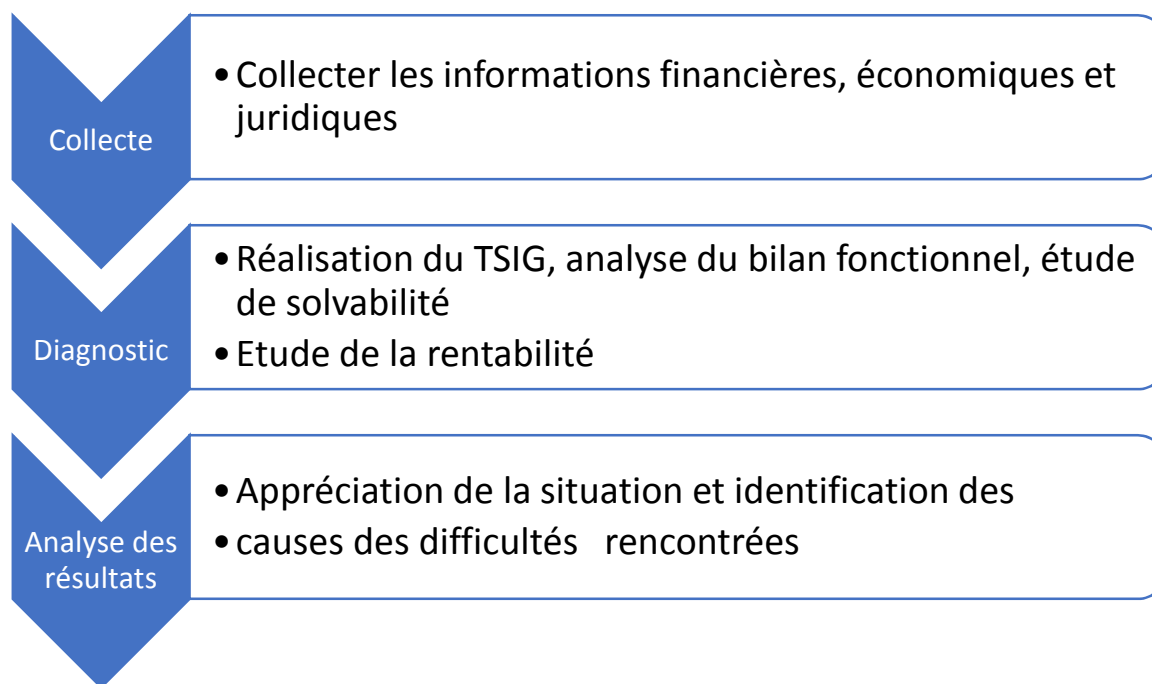 Collecte
• Collecter les informations financières, économiques et
juridiques
Diagnostic
• Réalisation du TSIG, analyse du bilan fonctionnel, étude
de solvabilité
• Etude de la rentabilité
Analyse des
résultats
• Appréciation de la situation et identification des
• causes des difficultés rencontrées